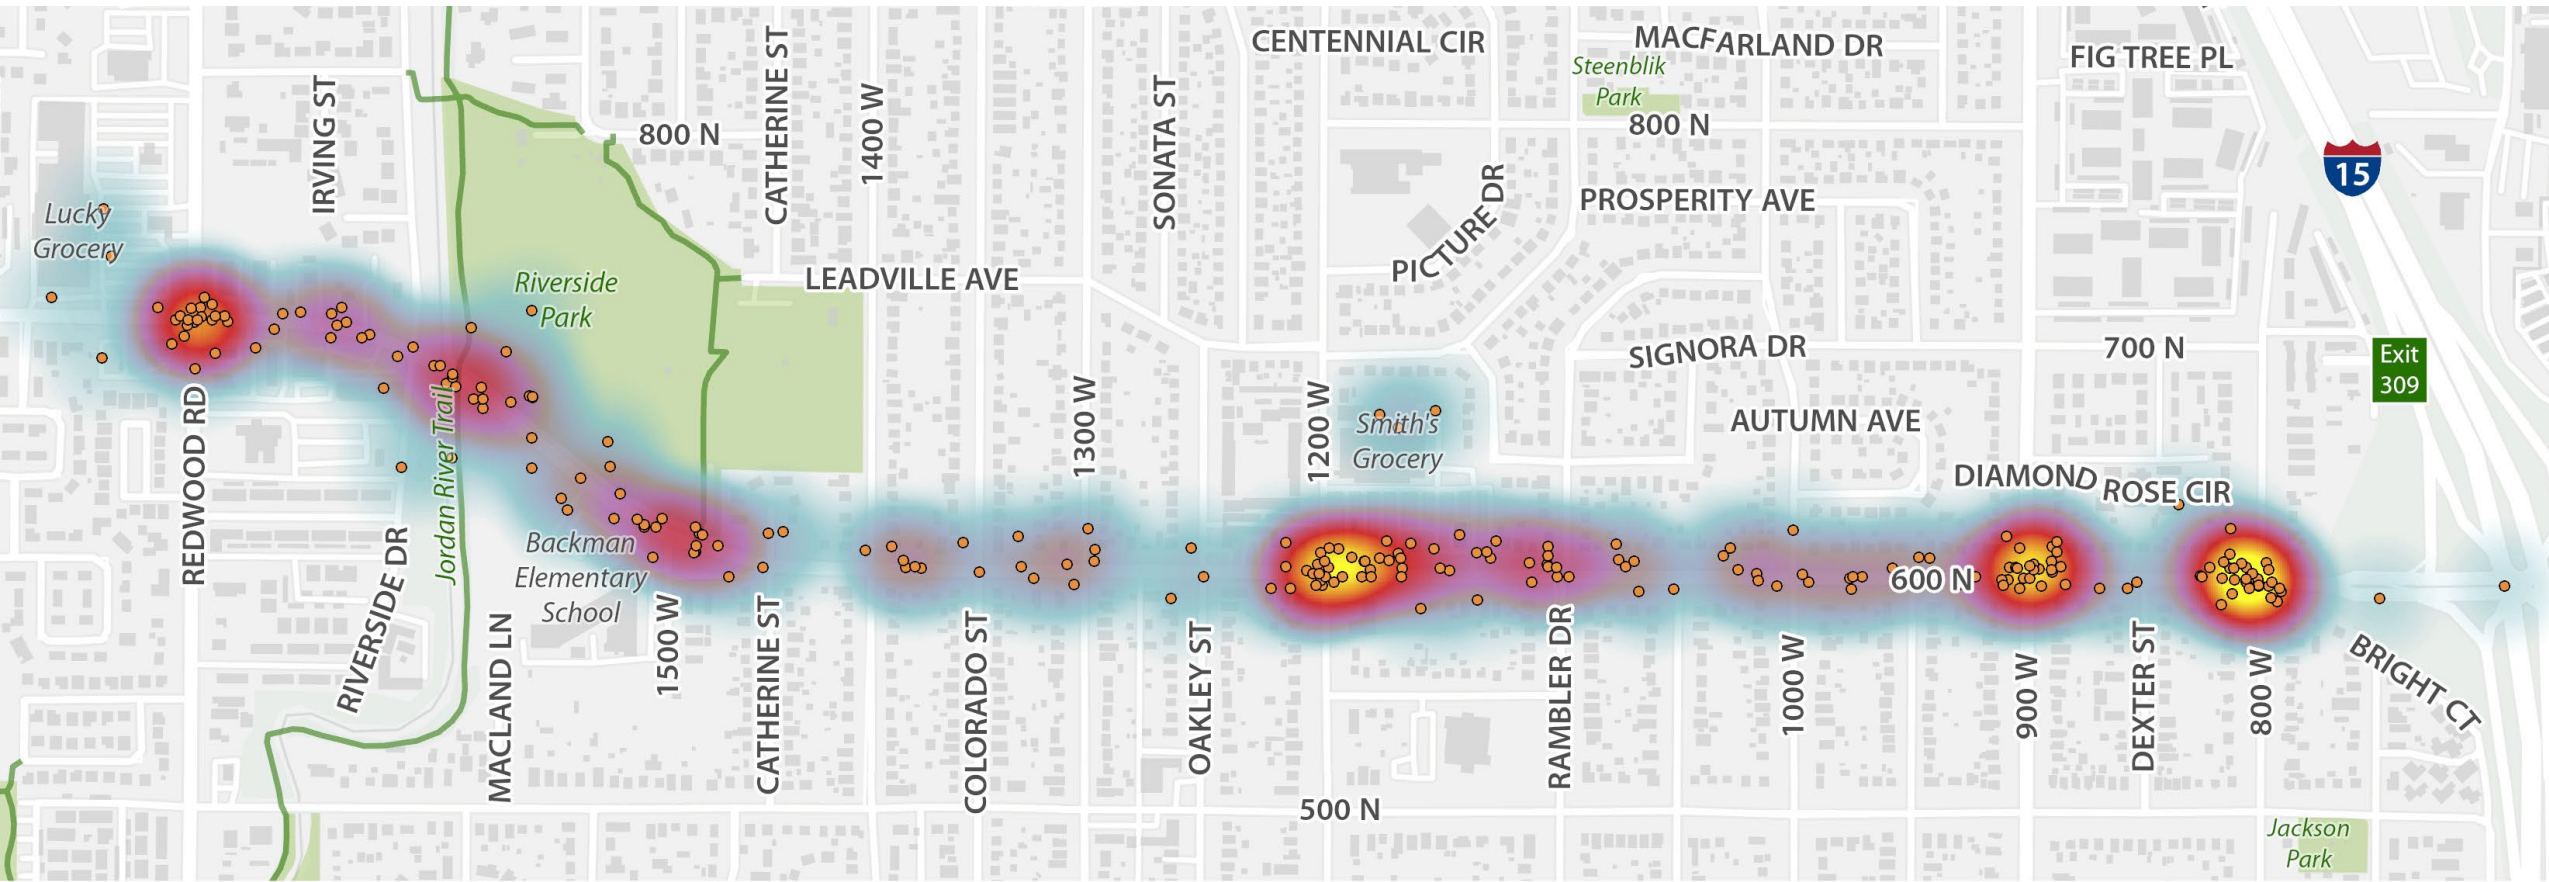 CENTENNIAL CIR
MACFARLAND DR
FIG TREE PL
Steenblik
Park
IRVING ST
CATHERINE ST
1400 W
SONATA ST
800 N
800 N
15
PICTURE DR
PROSPERITY AVE
Lucky
Grocery
Riverside
Park
LEADVILLE AVE
SIGNORA DR
700 N
Exit
309
REDWOOD RD
Jordan River Trail
1300 W
1200 W
Smith's
Grocery
AUTUMN AVE
DIAMOND ROSE CIR
RIVERSIDE DR
Backman
Elementary
School
600 N
MACLAND LN
1500 W
CATHERINE ST
COLORADO ST
OAKLEY ST
RAMBLER DR
1000 W
900 W
DEXTER ST
800 W
BRIGHT CT
500 N
Jackson
Park